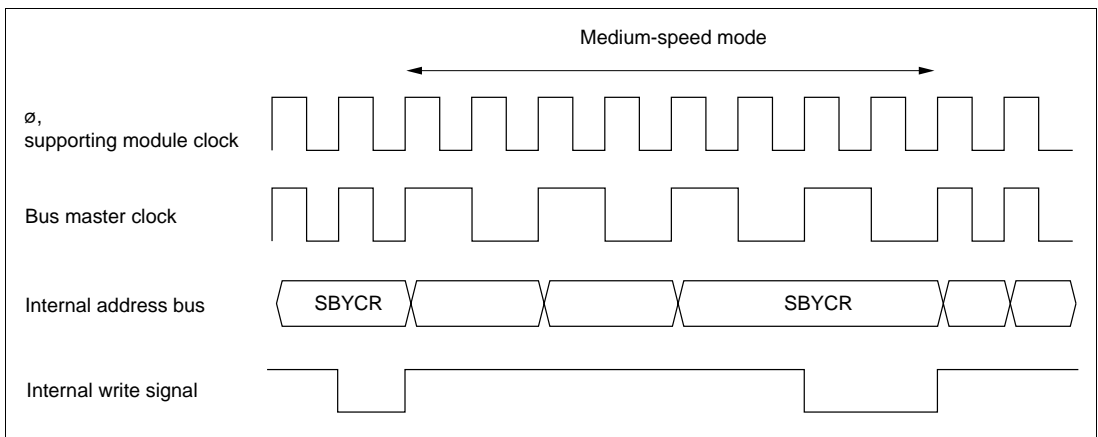 Medium-speed mode
ø,
supporting module clock
Bus master clock
Internal address bus
SBYCR
SBYCR
Internal write signal